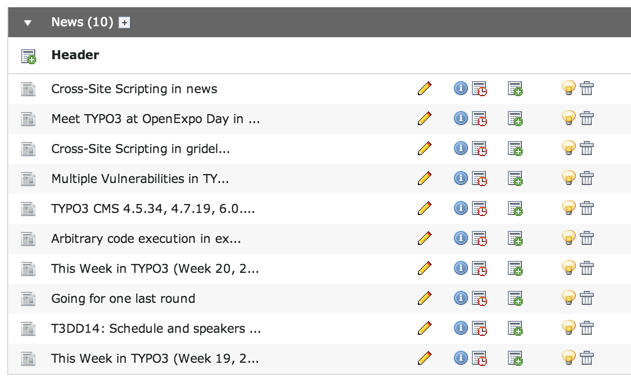 News (10)
Header
Cross-Site Scripting in news
Meet TYPO3 at OpenExpo Day in ...
Cross-Site Scripting in gridel...
Multiple Vulnerabilities in TY...
TYPO3 CMS 4.5.34, 4.7.19, 6.0....
Arbitrary code execution in ex...
This Week in TYPO3 (Week 20, 2...
Going for one last round
T3DD14: Schedule and speakers ...
This Week in TYPO3 (Week 19, 2...